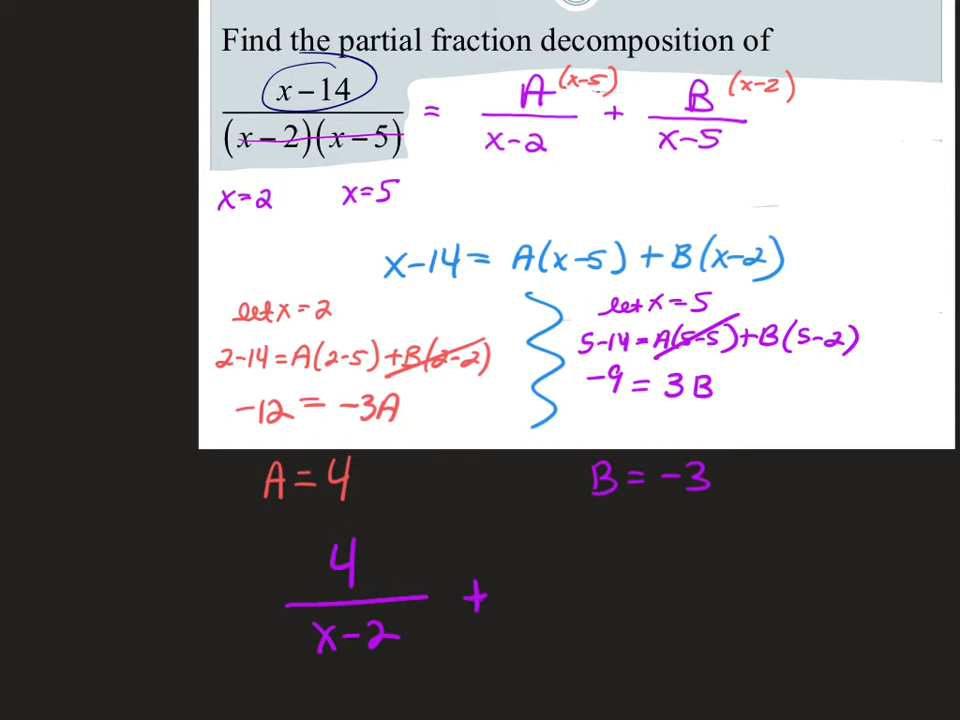 Find the partial fraction decomposition of
x – 14 / (x – 2)(x – 5) = A (x-5) / x-2 + B (x-2) / x-5
x=2 x=5
x-14 = A(x-5) + B(x-2)
let x = 2
2-14 = A(2-5) + B(2-2)
-12 = -3A
A = 4
let x = 5
5-14 = A(5-5) + B(5-2)
-9 = 3B
B = -3
4 / x-2 +